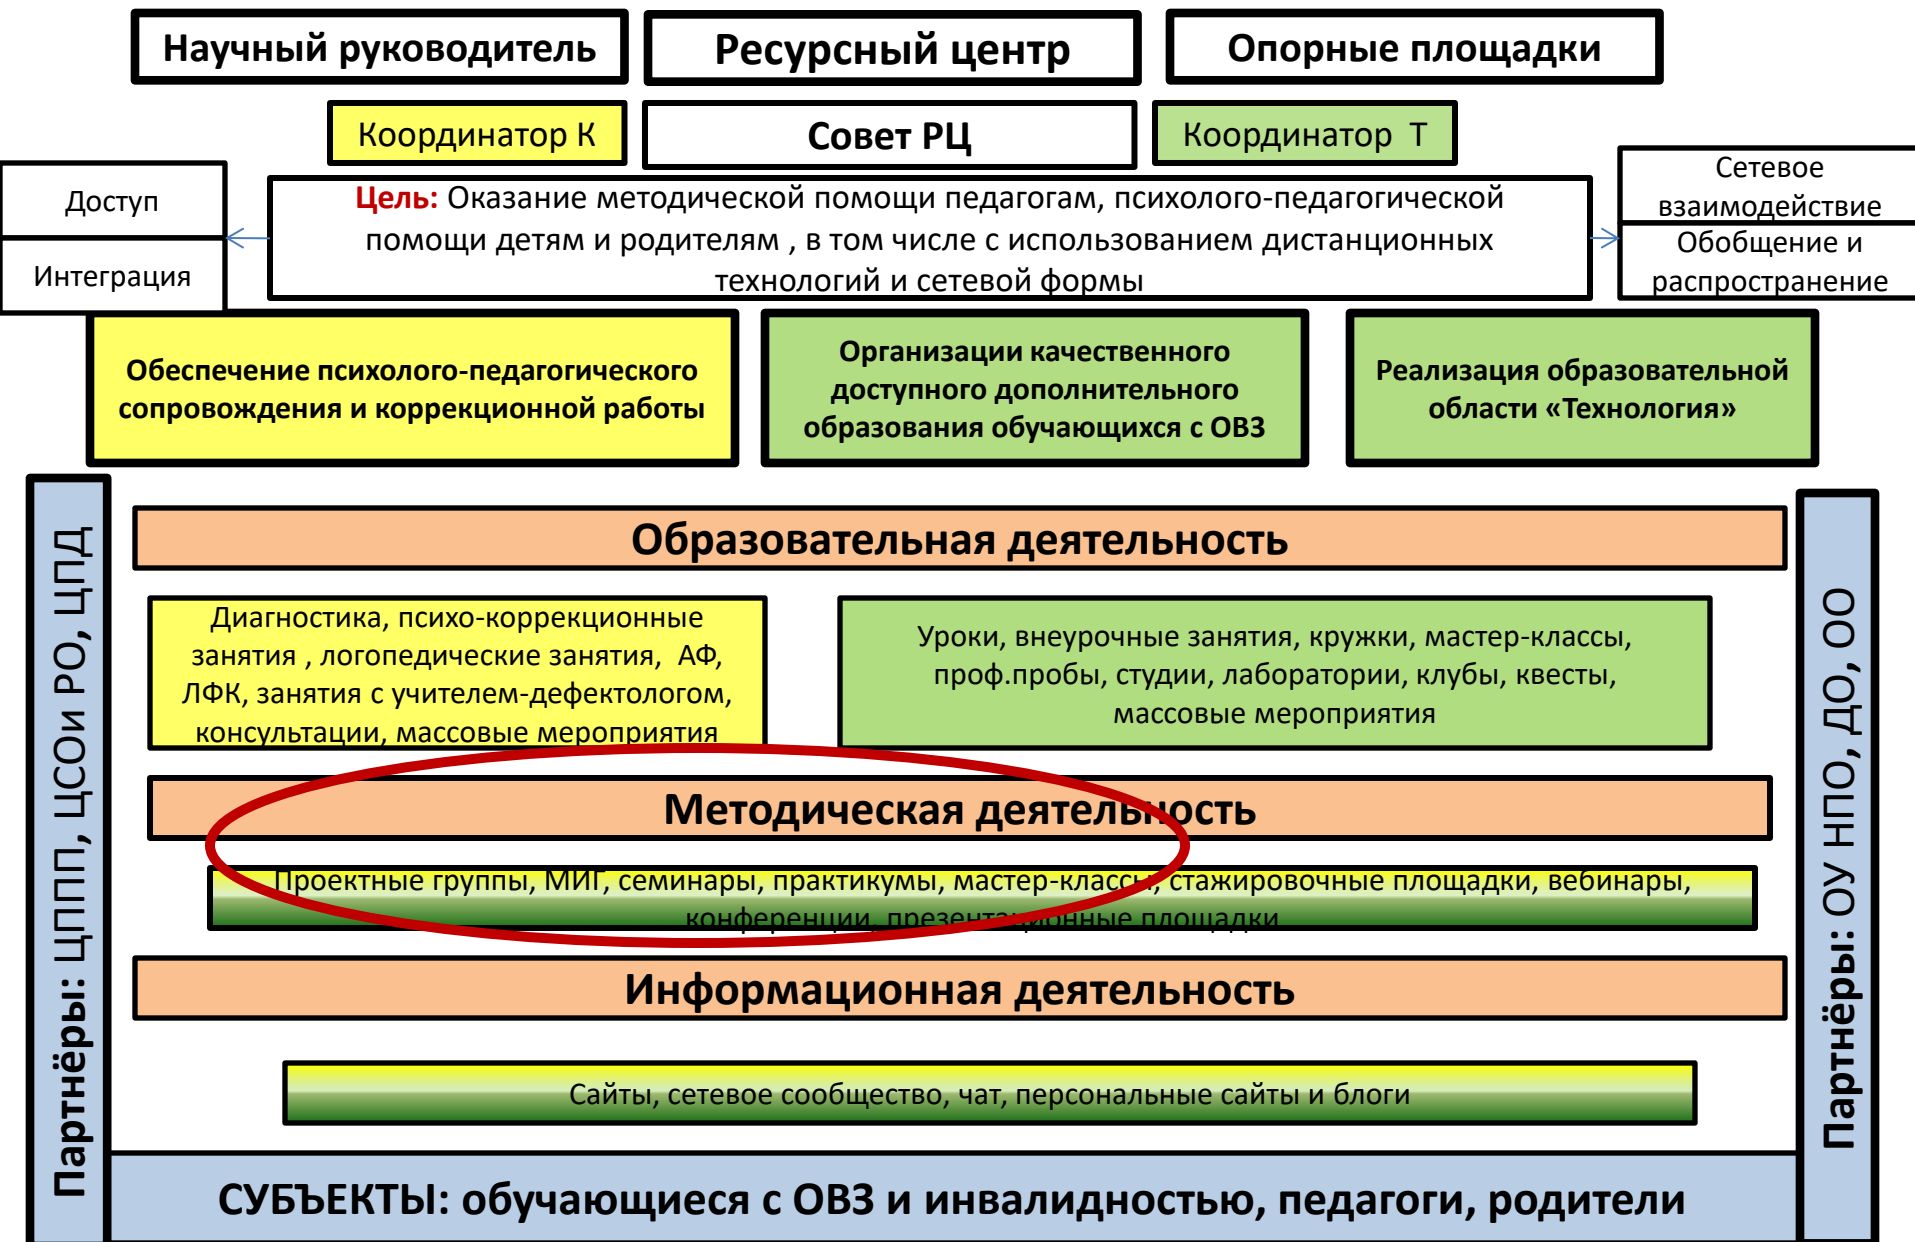 Научный руководитель
Ресурсный центр
Опорные площадки
Координатор К
Совет РЦ
Координатор Т
Доступ
Интеграция
Цель: Оказание методической помощи педагогам, психолого-педагогической
помощи детям и родителям , в том числе с использованием дистанционных
технологий и сетевой формы
Сетевое
взаимодействие
Обобщение и
распространение
Обеспечение психолого-педагогического
сопровождения и коррекционной работы
Организации качественного
доступного дополнительного
образования обучающихся с ОВЗ
Реализация образовательной
области «Технология»
Партнёры: ЦППП, ЦСОи РО, ЦПД
Образовательная деятельность
Диагностика, психо-коррекционные
занятия , логопедические занятия, АФ,
ЛФК, занятия с учителем-дефектологом,
консультации, массовые мероприятия
Уроки, внеурочные занятия, кружки, мастер-классы,
проф.пробы, студии, лаборатории, клубы, квесты,
массовые мероприятия
Методическая деятельность
Проектные группы, МИГ, семинары, практикумы, мастер-классы, стажировочные площадки, вебинары,
конференции, презентационные площадки
Информационная деятельность
Сайты, сетевое сообщество, чат, персональные сайты и блоги
Партнёры: ОУ НПО, ДО, ОО
СУБЪЕКТЫ: обучающиеся с ОВЗ и инвалидностью, педагоги, родители